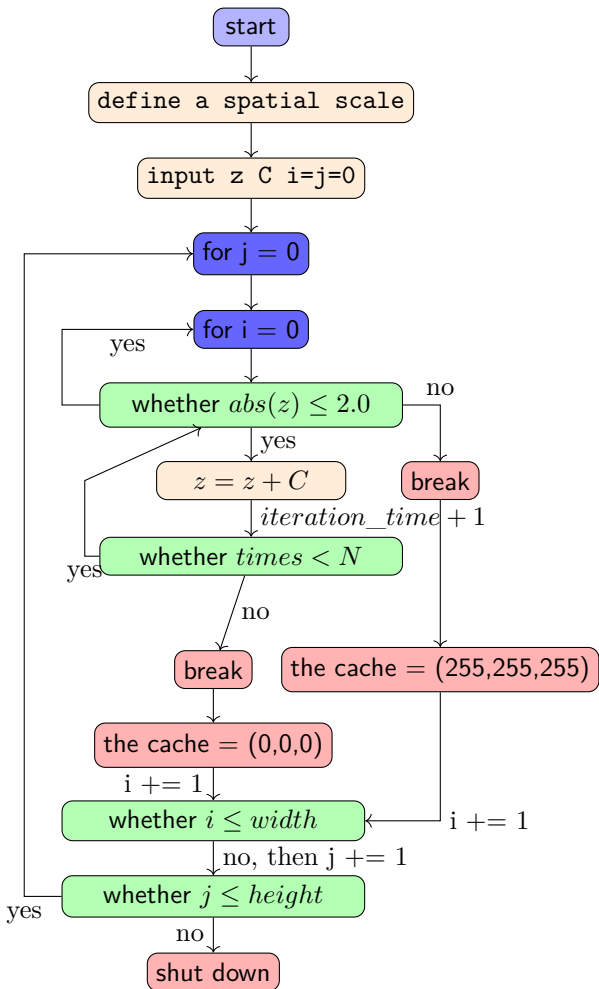 start
define a spatial scale
input z C i=j=0
for j = 0
for i = 0
yes
whether abs(z) ≤ 2.0
no
yes
z = z + C
break
iteration_time + 1
whether times < N
yes
no
break
the cache = (255,255,255)
the cache = (0,0,0)
i += 1
whether i ≤ width
i += 1
no, then j += 1
whether j ≤ height
yes
no
shut down